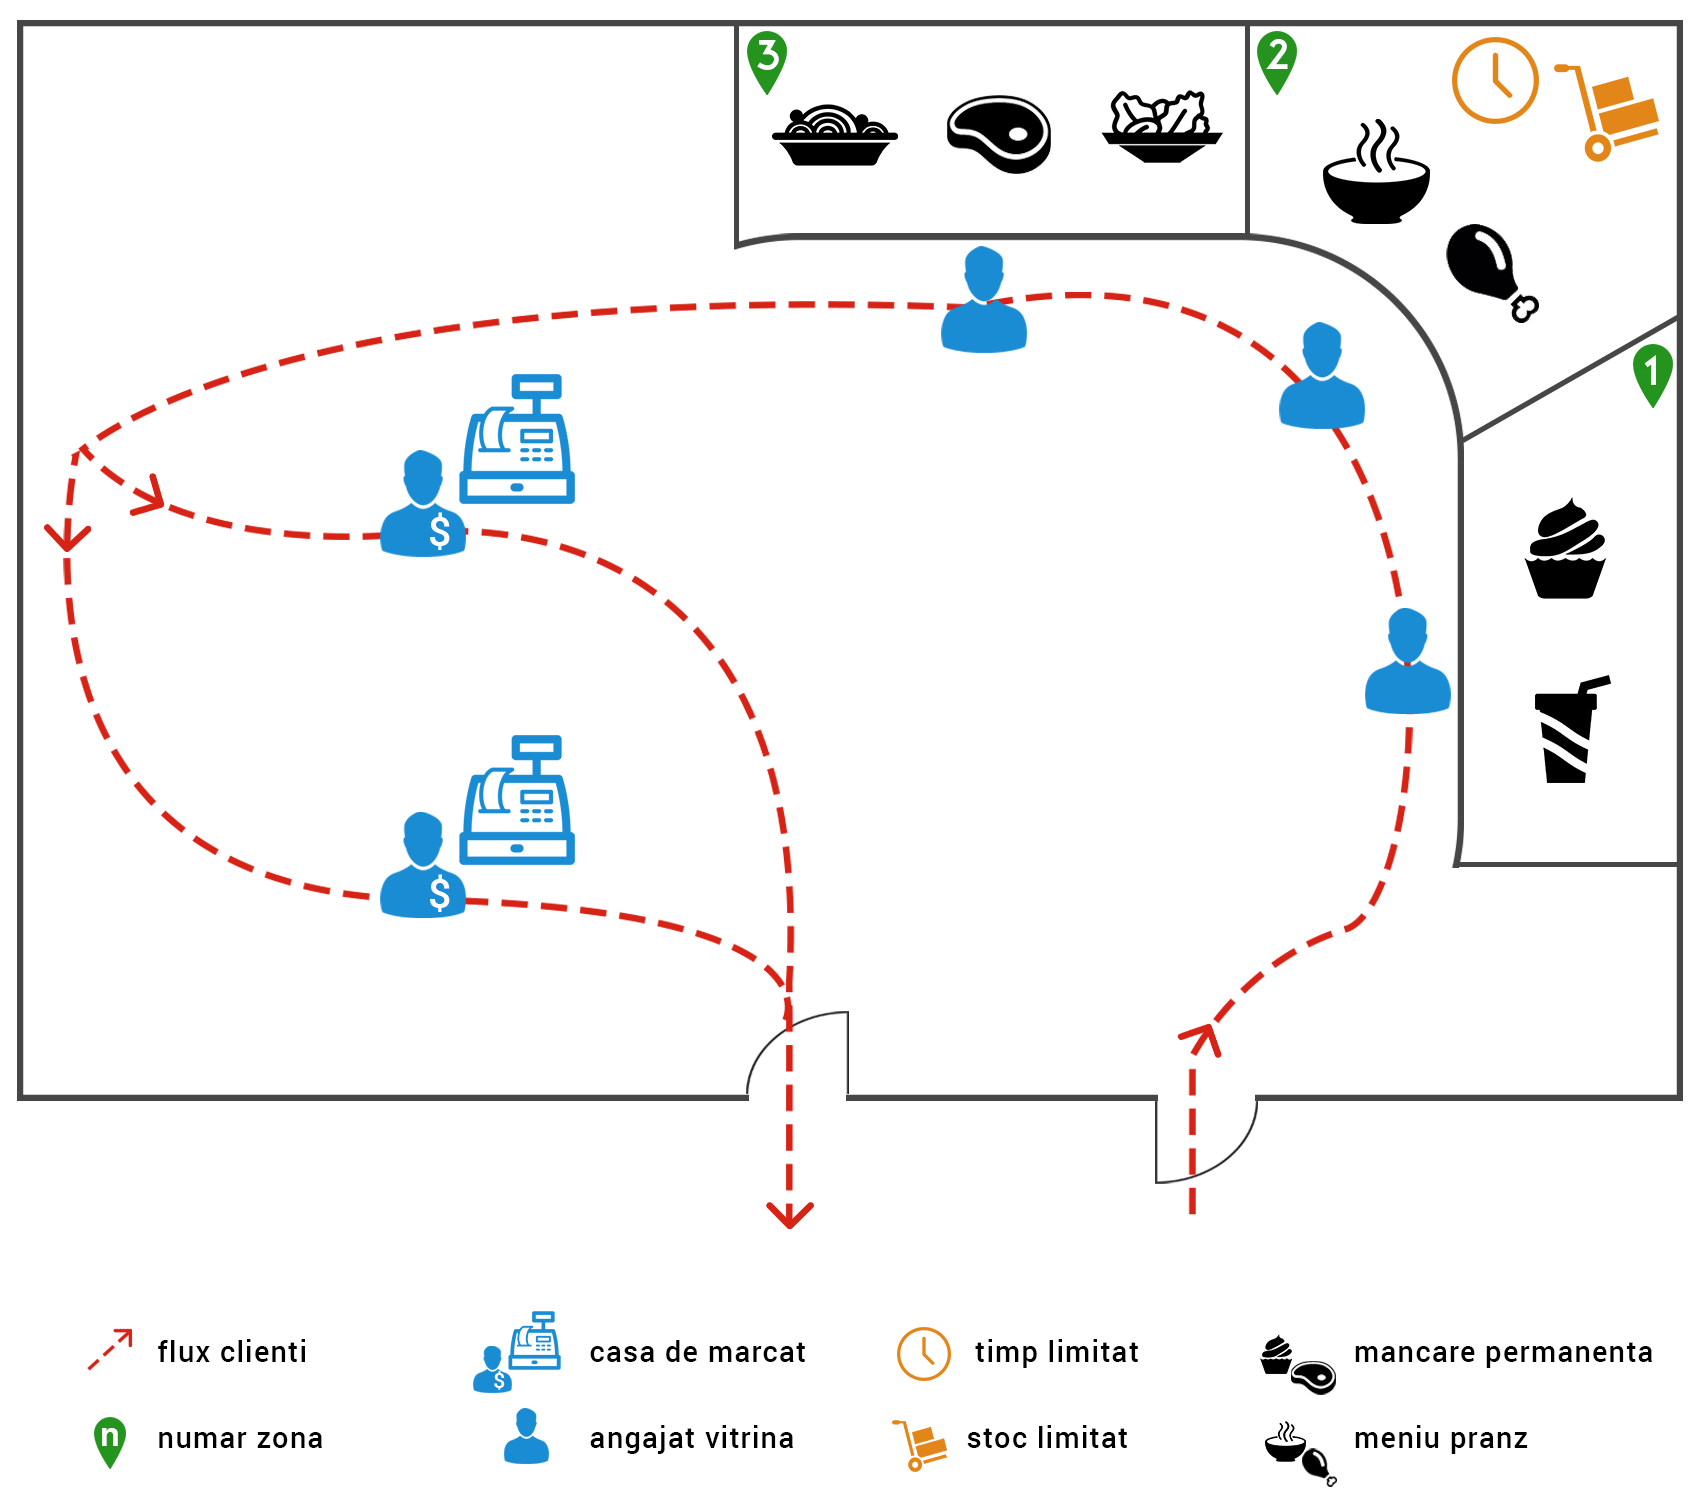 3
2
1
$
$
flux clienti
$
casa de marcat
timp limitat
mancare permanenta
n
numar zona
angajat vitrina
stoc limitat
meniu pranz